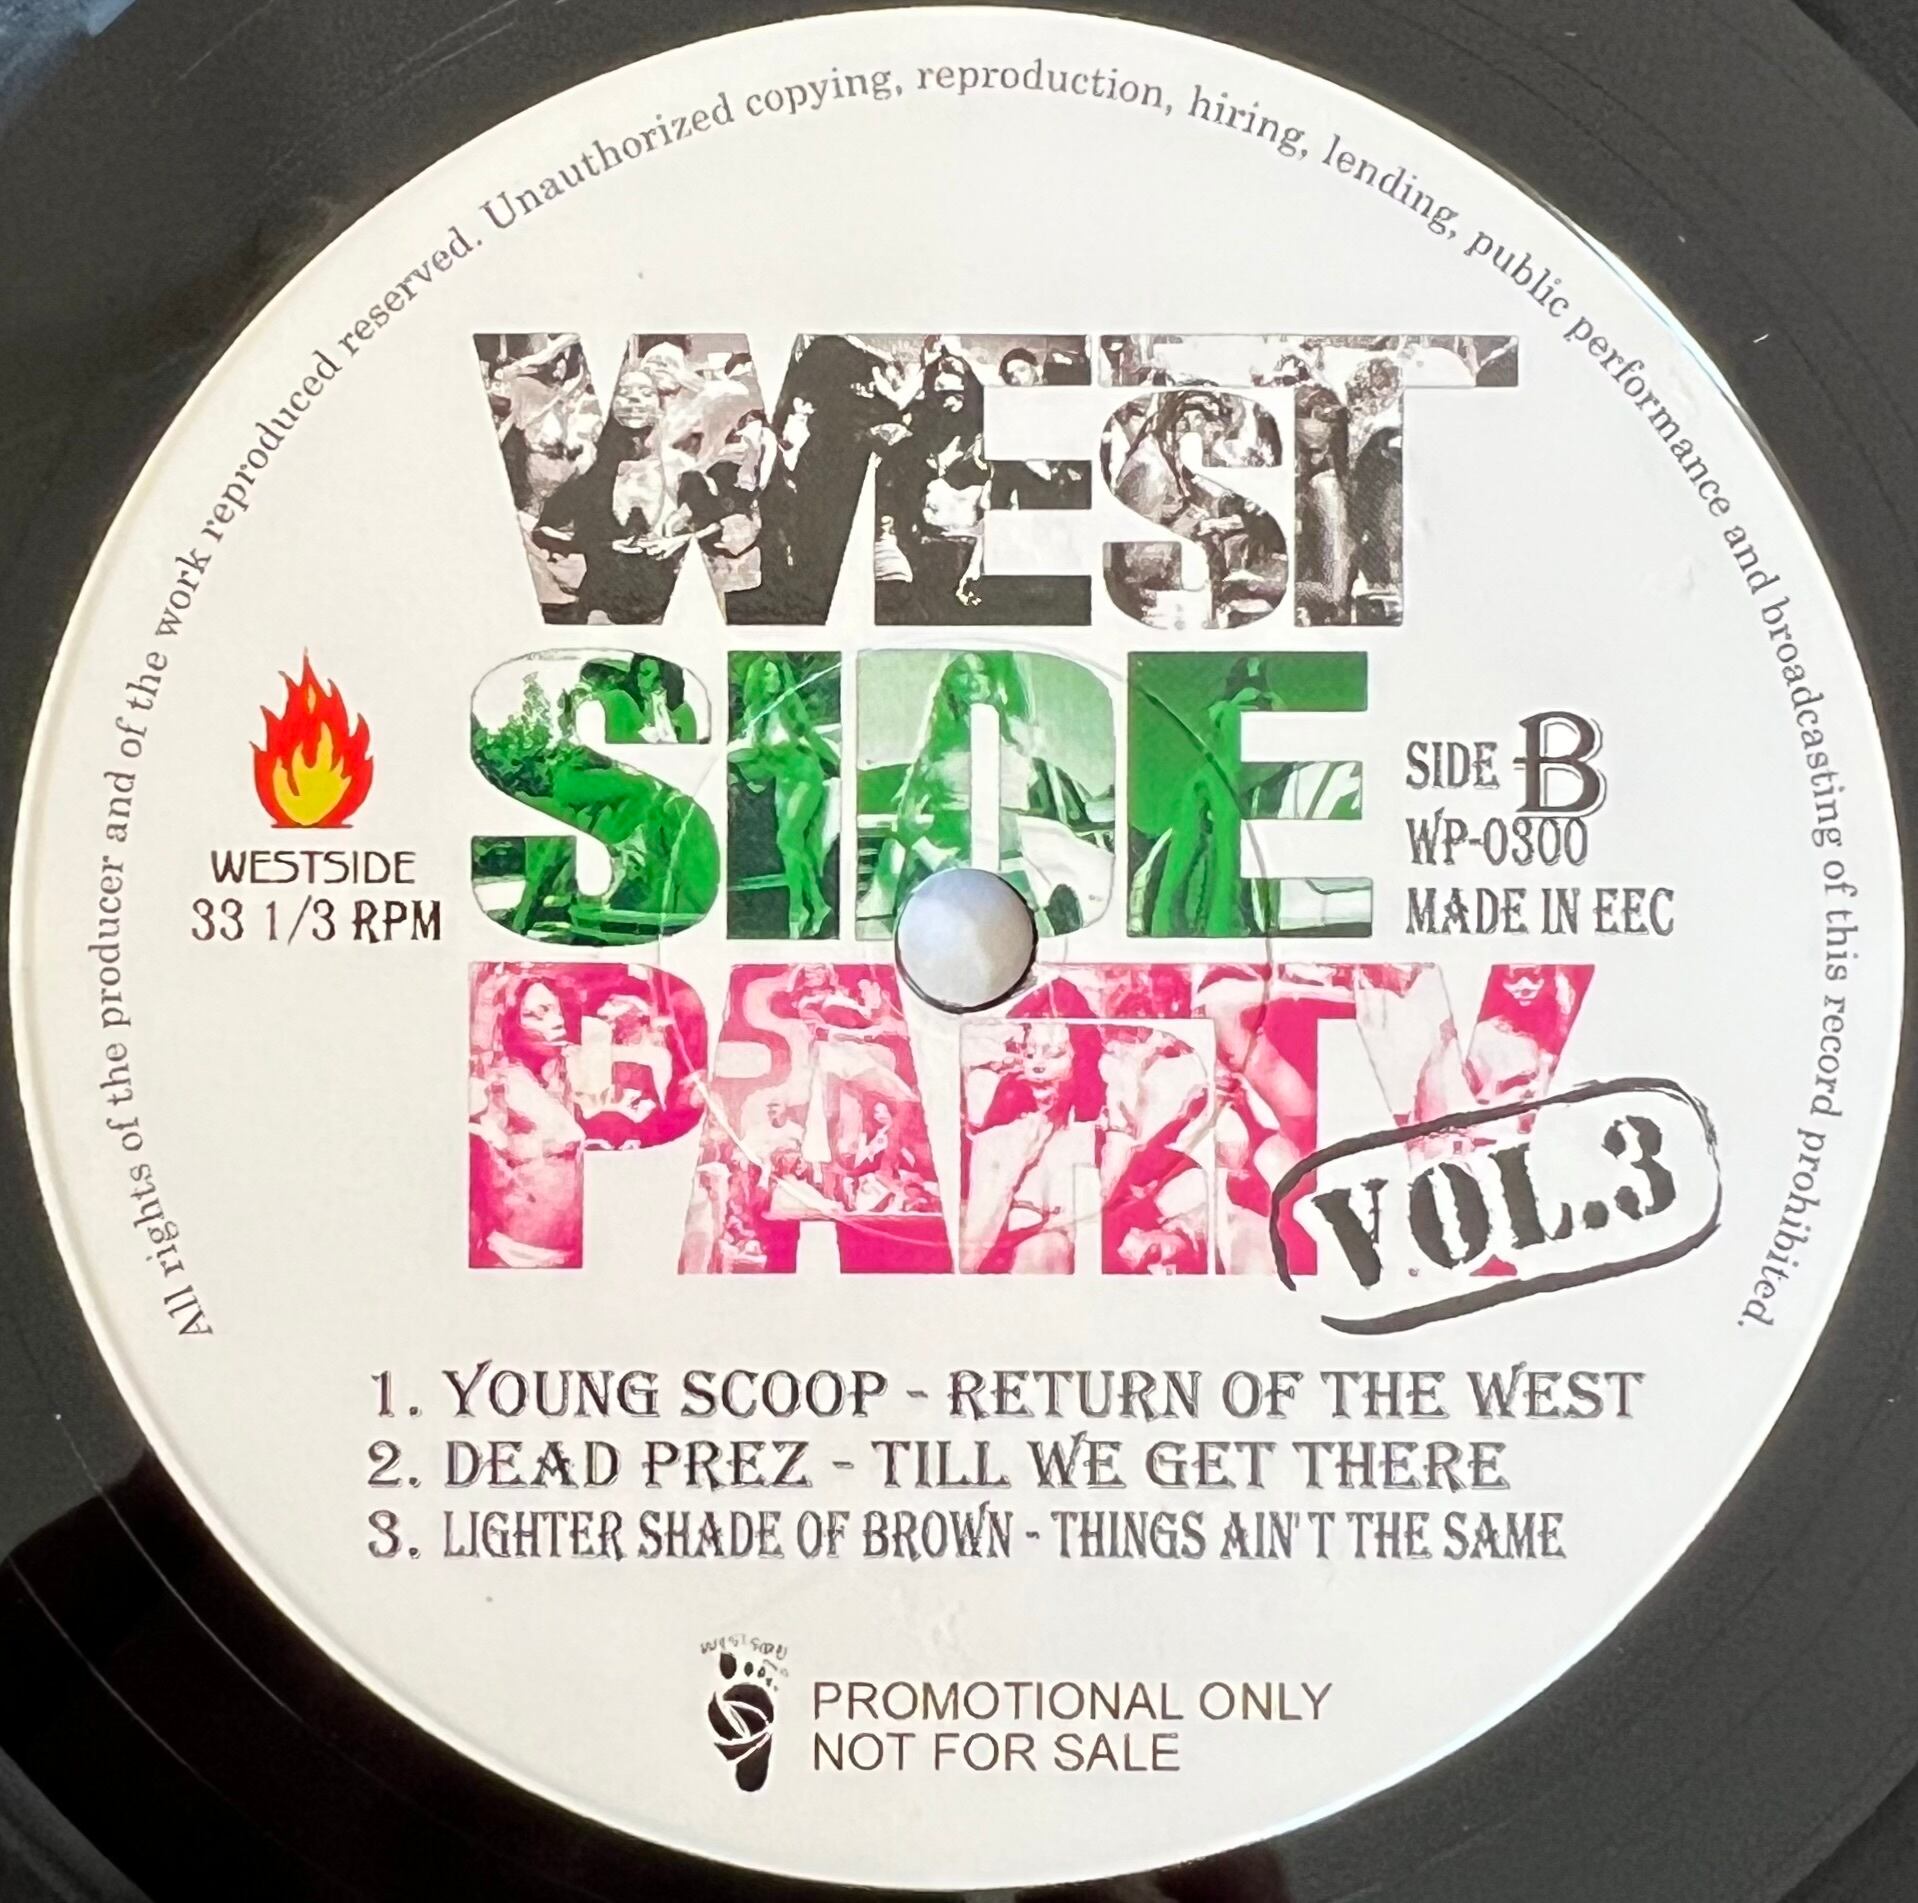 All rights of the producer and of the work reproduced reserved. Unauthorized copying, reproduction, hiring, lending, public performance and broadcasting of this record prohibited.
WEST
SIDE
PARTY
VOL.3
WESTSIDE
33 1/3 RPM
SIDE B
WP-0300
MADE IN EEC
1. YOUNG SCOOP - RETURN OF THE WEST
2. DEAD PREZ - TILL WE GET THERE
3. LIGHTER SHADE OF BROWN - THINGS AIN'T THE SAME
PROMOTIONAL ONLY
NOT FOR SALE